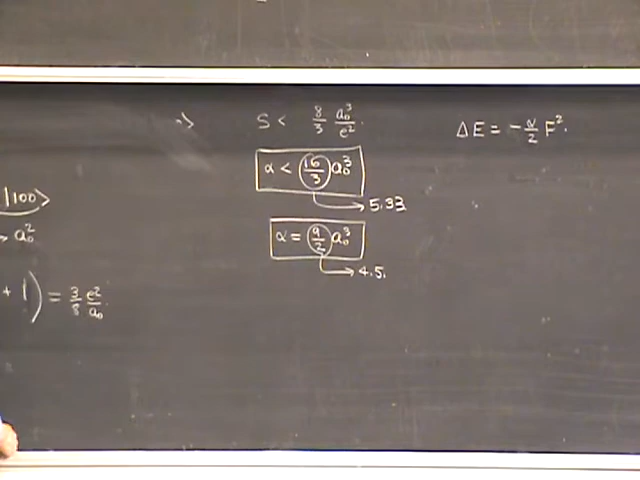 |100⟩
→ a₀²
+ 1) = 3/8 e²/a₀
S < 8/3 a₀³/e².
α < (16/3) a₀³
→ 5.33
α = (9/2) a₀³
→ 4.5.
ΔE = -α/2 F².